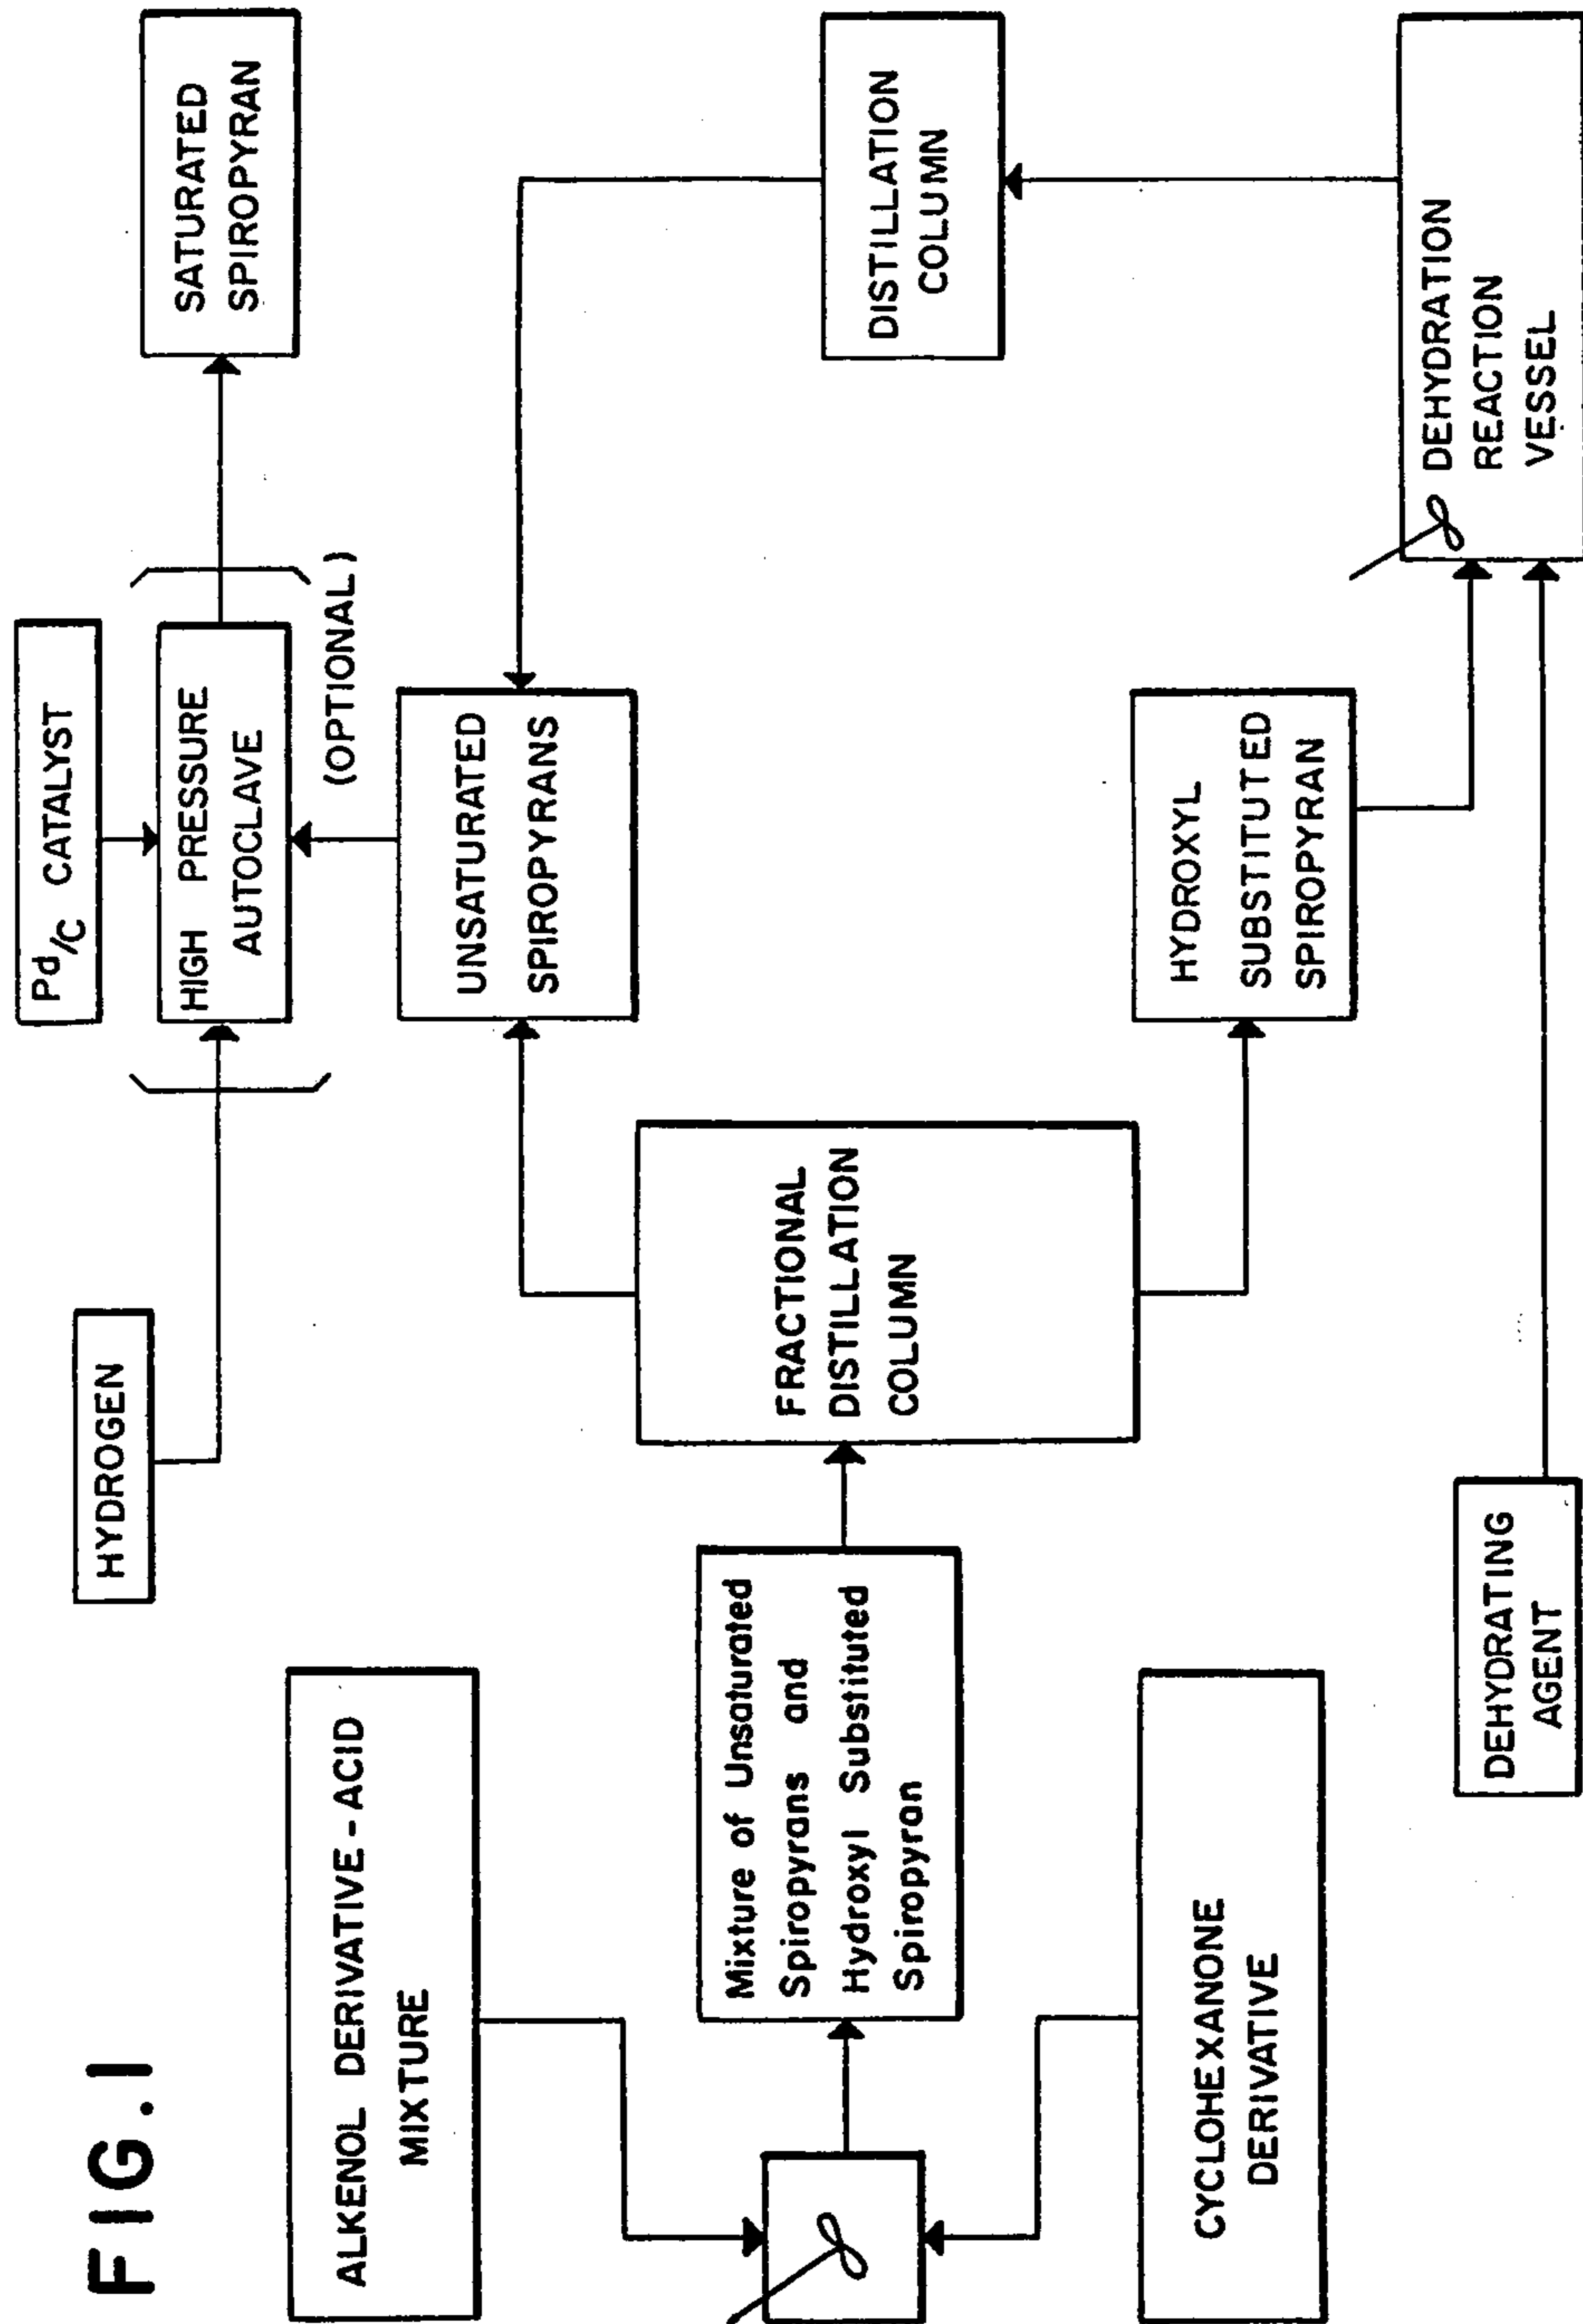 FIG.1
ALKENOL DERIVATIVE-ACID
MIXTURE
CYCLOHEXANONE
DERIVATIVE
Mixture of Unsaturated
Spiropyrans and
Hydroxyl Substituted
Spiropyran
FRACTIONAL
DISTILLATION
COLUMN
HYDROGEN
Pd/C CATALYST
HIGH PRESSURE
AUTOCLAVE
(OPTIONAL)
SATURATED
SPIROPYRAN
UNSATURATED
SPIROPYRANS
HYDROXYL
SUBSTITUTED
SPIROPYRAN
DISTILLATION
COLUMN
DEHYDRATING
AGENT
DEHYDRATION
REACTION
VESSEL